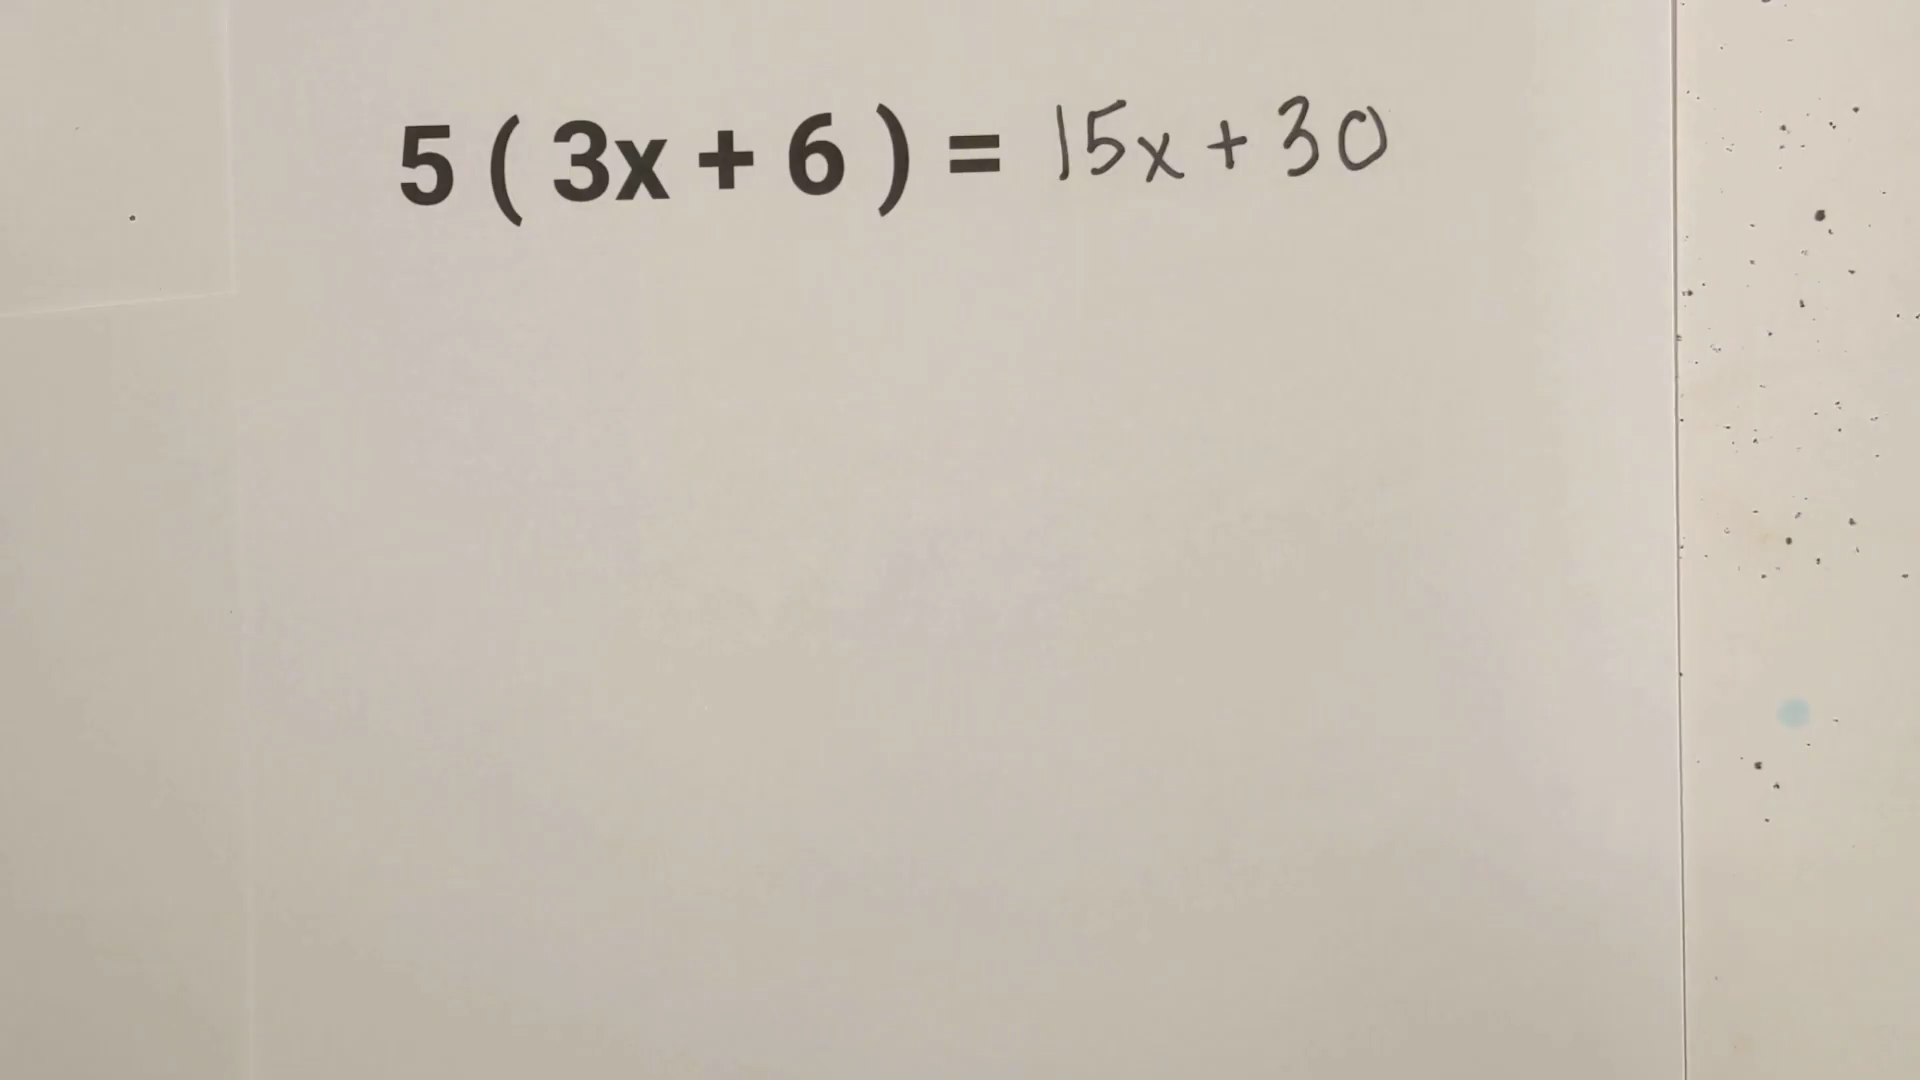 5 ( 3x + 6 ) = 15x + 30